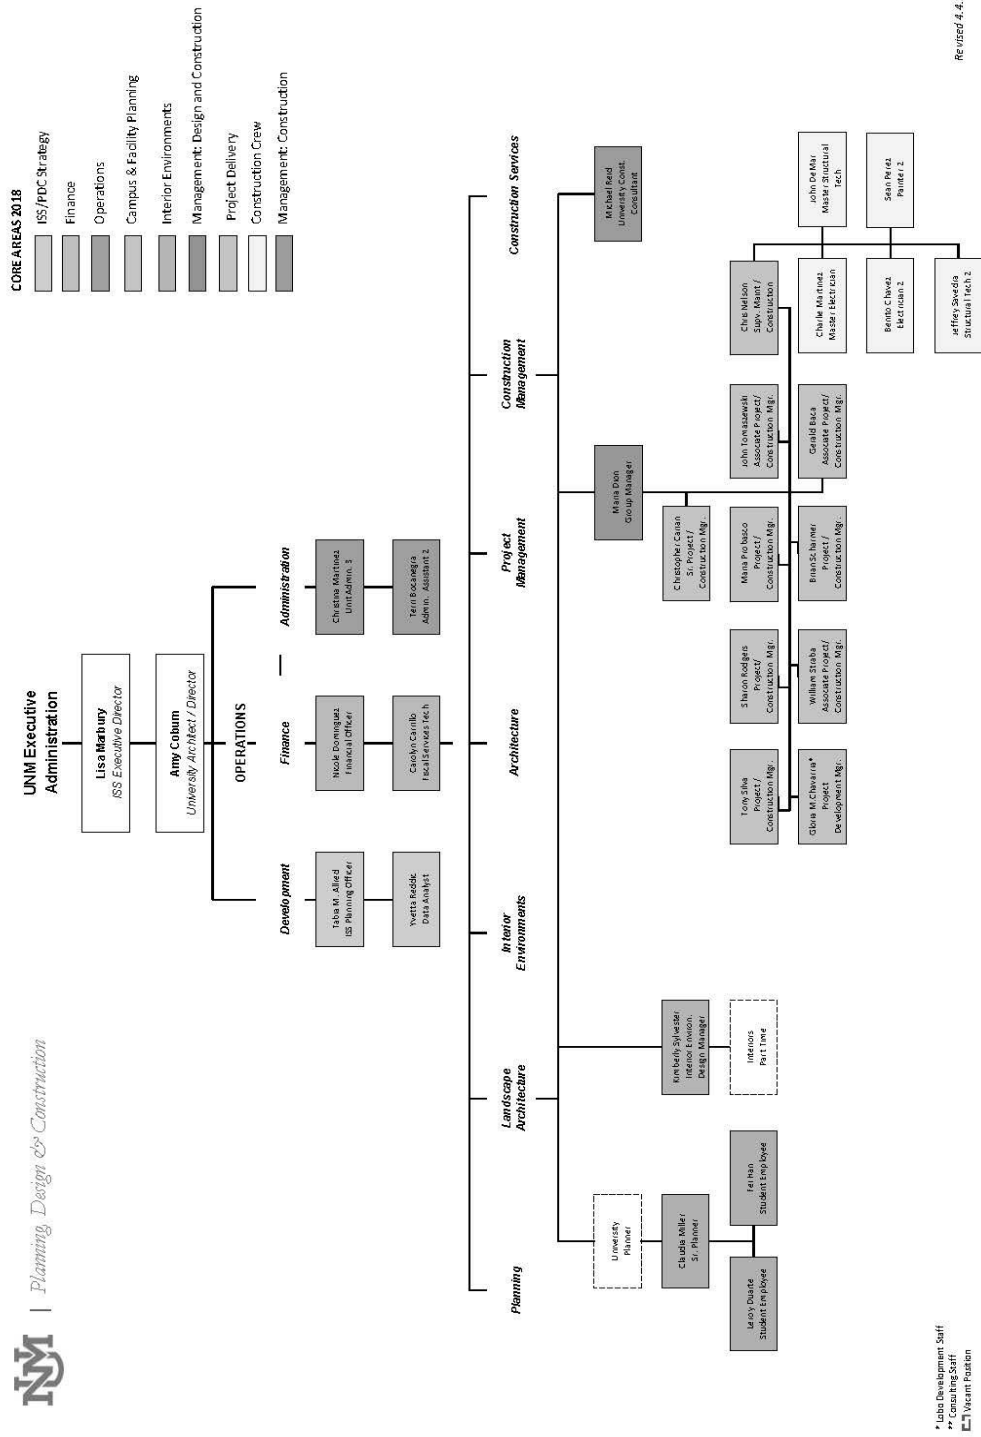 UNM | Planning, Design & Construction
UNM Executive
Administration
Lisa Marbury
ISS Executive Director
Amy Coburn
University Architect / Director
OPERATIONS
CORE AREAS 2018
ISS/PDC Strategy
Finance
Operations
Campus & Facility Planning
Interior Environments
Management: Design and Construction
Project Delivery
Construction Crew
Management: Construction
Development
Finance
Administration
Tabia M. Allred
ISS Planning Officer
Nicole Dominguez
Financial Officer
Christina Martinez
Unit Admin. 3
Yvetta Reddic
Data Analyst
Carolyn Carrillo
Fiscal Services Tech
Terri Bocanegra
Admin. Assistant 2
Planning
Landscape
Architecture
Interior
Environments
Architecture
Project
Management
Construction
Management
Construction Services
University
Planner
Maria Dion
Group Manager
Michael Reid
University Const.
Consultant
Claudia Miller
Sr. Planner
Kimberly Sylvester
Interior Environ.
Design Manager
Christopher Carian
Sr. Project /
Construction Mgr.
Leroy Duarte
Student Employee
Fei Han
Student Employee
Interiors
Part Time
Tony Silva
Project /
Construction Mgr.
Sharon Rodgers
Project/
Construction Mgr.
Maria Probasco
Project /
Construction Mgr.
John Tomaszewski
Associate Project/
Construction Mgr.
Chris Nelson
Supv. Maint /
Construction
Gloria M.Chavarria*
Project
Development Mgr.
William Straba
Associate Project/
Construction Mgr.
Brian Scharmer
Project /
Construction Mgr.
Gerald Baca
Associate Project/
Construction Mgr.
Charlie Martinez
Master Electrician
John DeMar
Master Structural
Tech
Benito Chavez
Electrician 2
Sean Perez
Painter 2
Jeffrey Savedra
Structural Tech 2
* Lobo Development Staff
** Consulting Staff
Vacant Position
Revised 4.4.